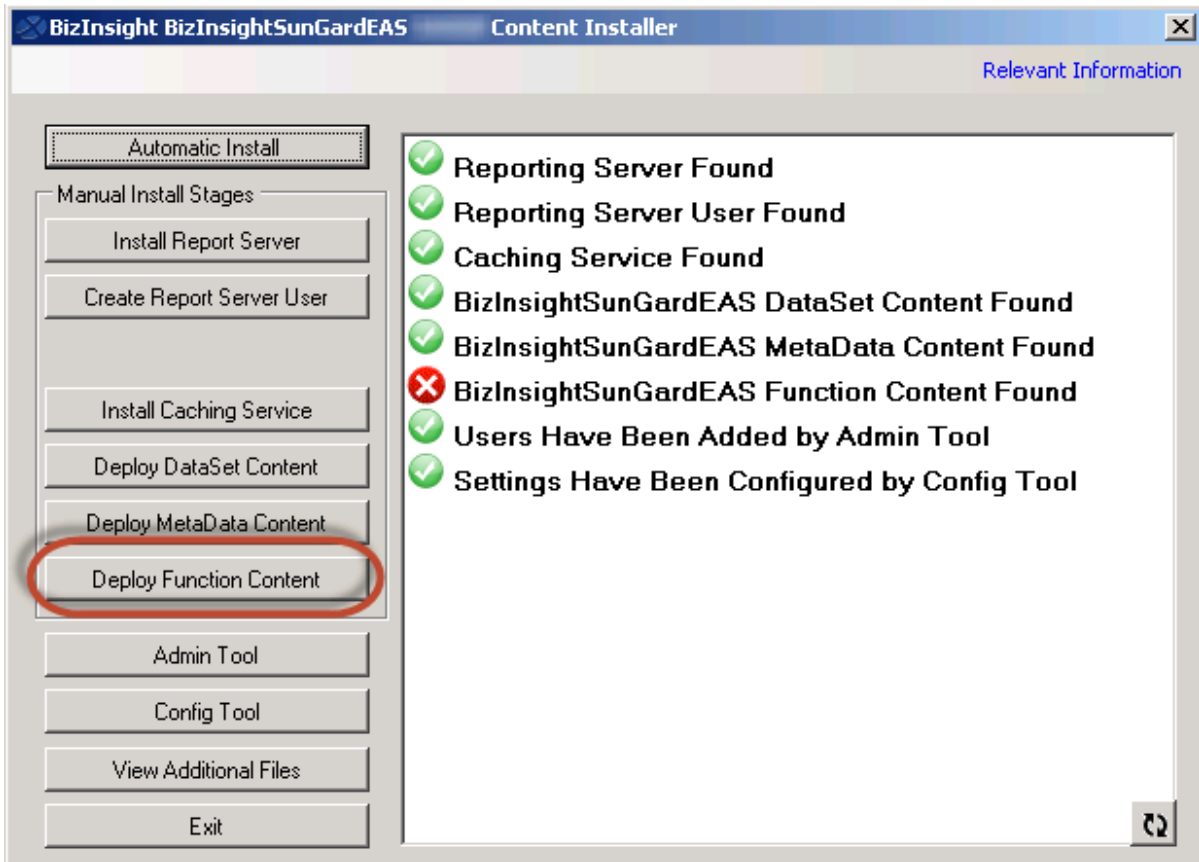 BizInsight BizInsightSunGardEAS Content Installer
Relevant Information
Automatic Install
Manual Install Stages
Install Report Server
Create Report Server User
Install Caching Service
Deploy DataSet Content
Deploy MetaData Content
Deploy Function Content
Admin Tool
Config Tool
View Additional Files
Exit
Reporting Server Found
Reporting Server User Found
Caching Service Found
BizInsightSunGardEAS DataSet Content Found
BizInsightSunGardEAS MetaData Content Found
BizInsightSunGardEAS Function Content Found
Users Have Been Added by Admin Tool
Settings Have Been Configured by Config Tool